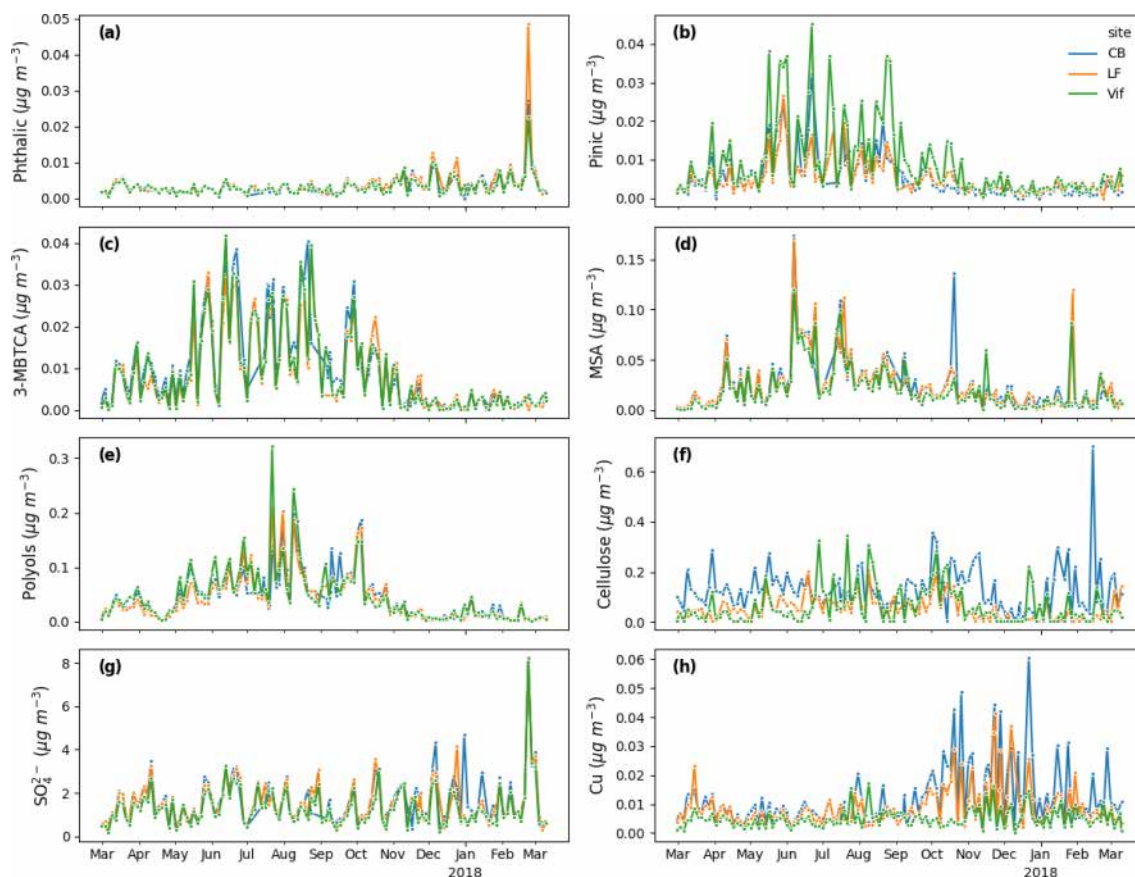 (a)
Phthalic (μg m⁻³)
0.05
0.04
0.03
0.02
0.01
0.00
(b)
Pinic (μg m⁻³)
0.04
0.03
0.02
0.01
0.00
site
CB
LF
Vif
(c)
3-MBTCA (μg m⁻³)
0.04
0.03
0.02
0.01
0.00
(d)
MSA (μg m⁻³)
0.15
0.10
0.05
0.00
(e)
Polyols (μg m⁻³)
0.3
0.2
0.1
0.0
(f)
Cellulose (μg m⁻³)
0.6
0.4
0.2
0.0
(g)
SO₄²⁻ (μg m⁻³)
8
6
4
2
0
Mar Apr May Jun Jul Aug Sep Oct Nov Dec Jan Feb Mar
2018
(h)
Cu (μg m⁻³)
0.06
0.05
0.04
0.03
0.02
0.01
0.00
Mar Apr May Jun Jul Aug Sep Oct Nov Dec Jan Feb Mar
2018